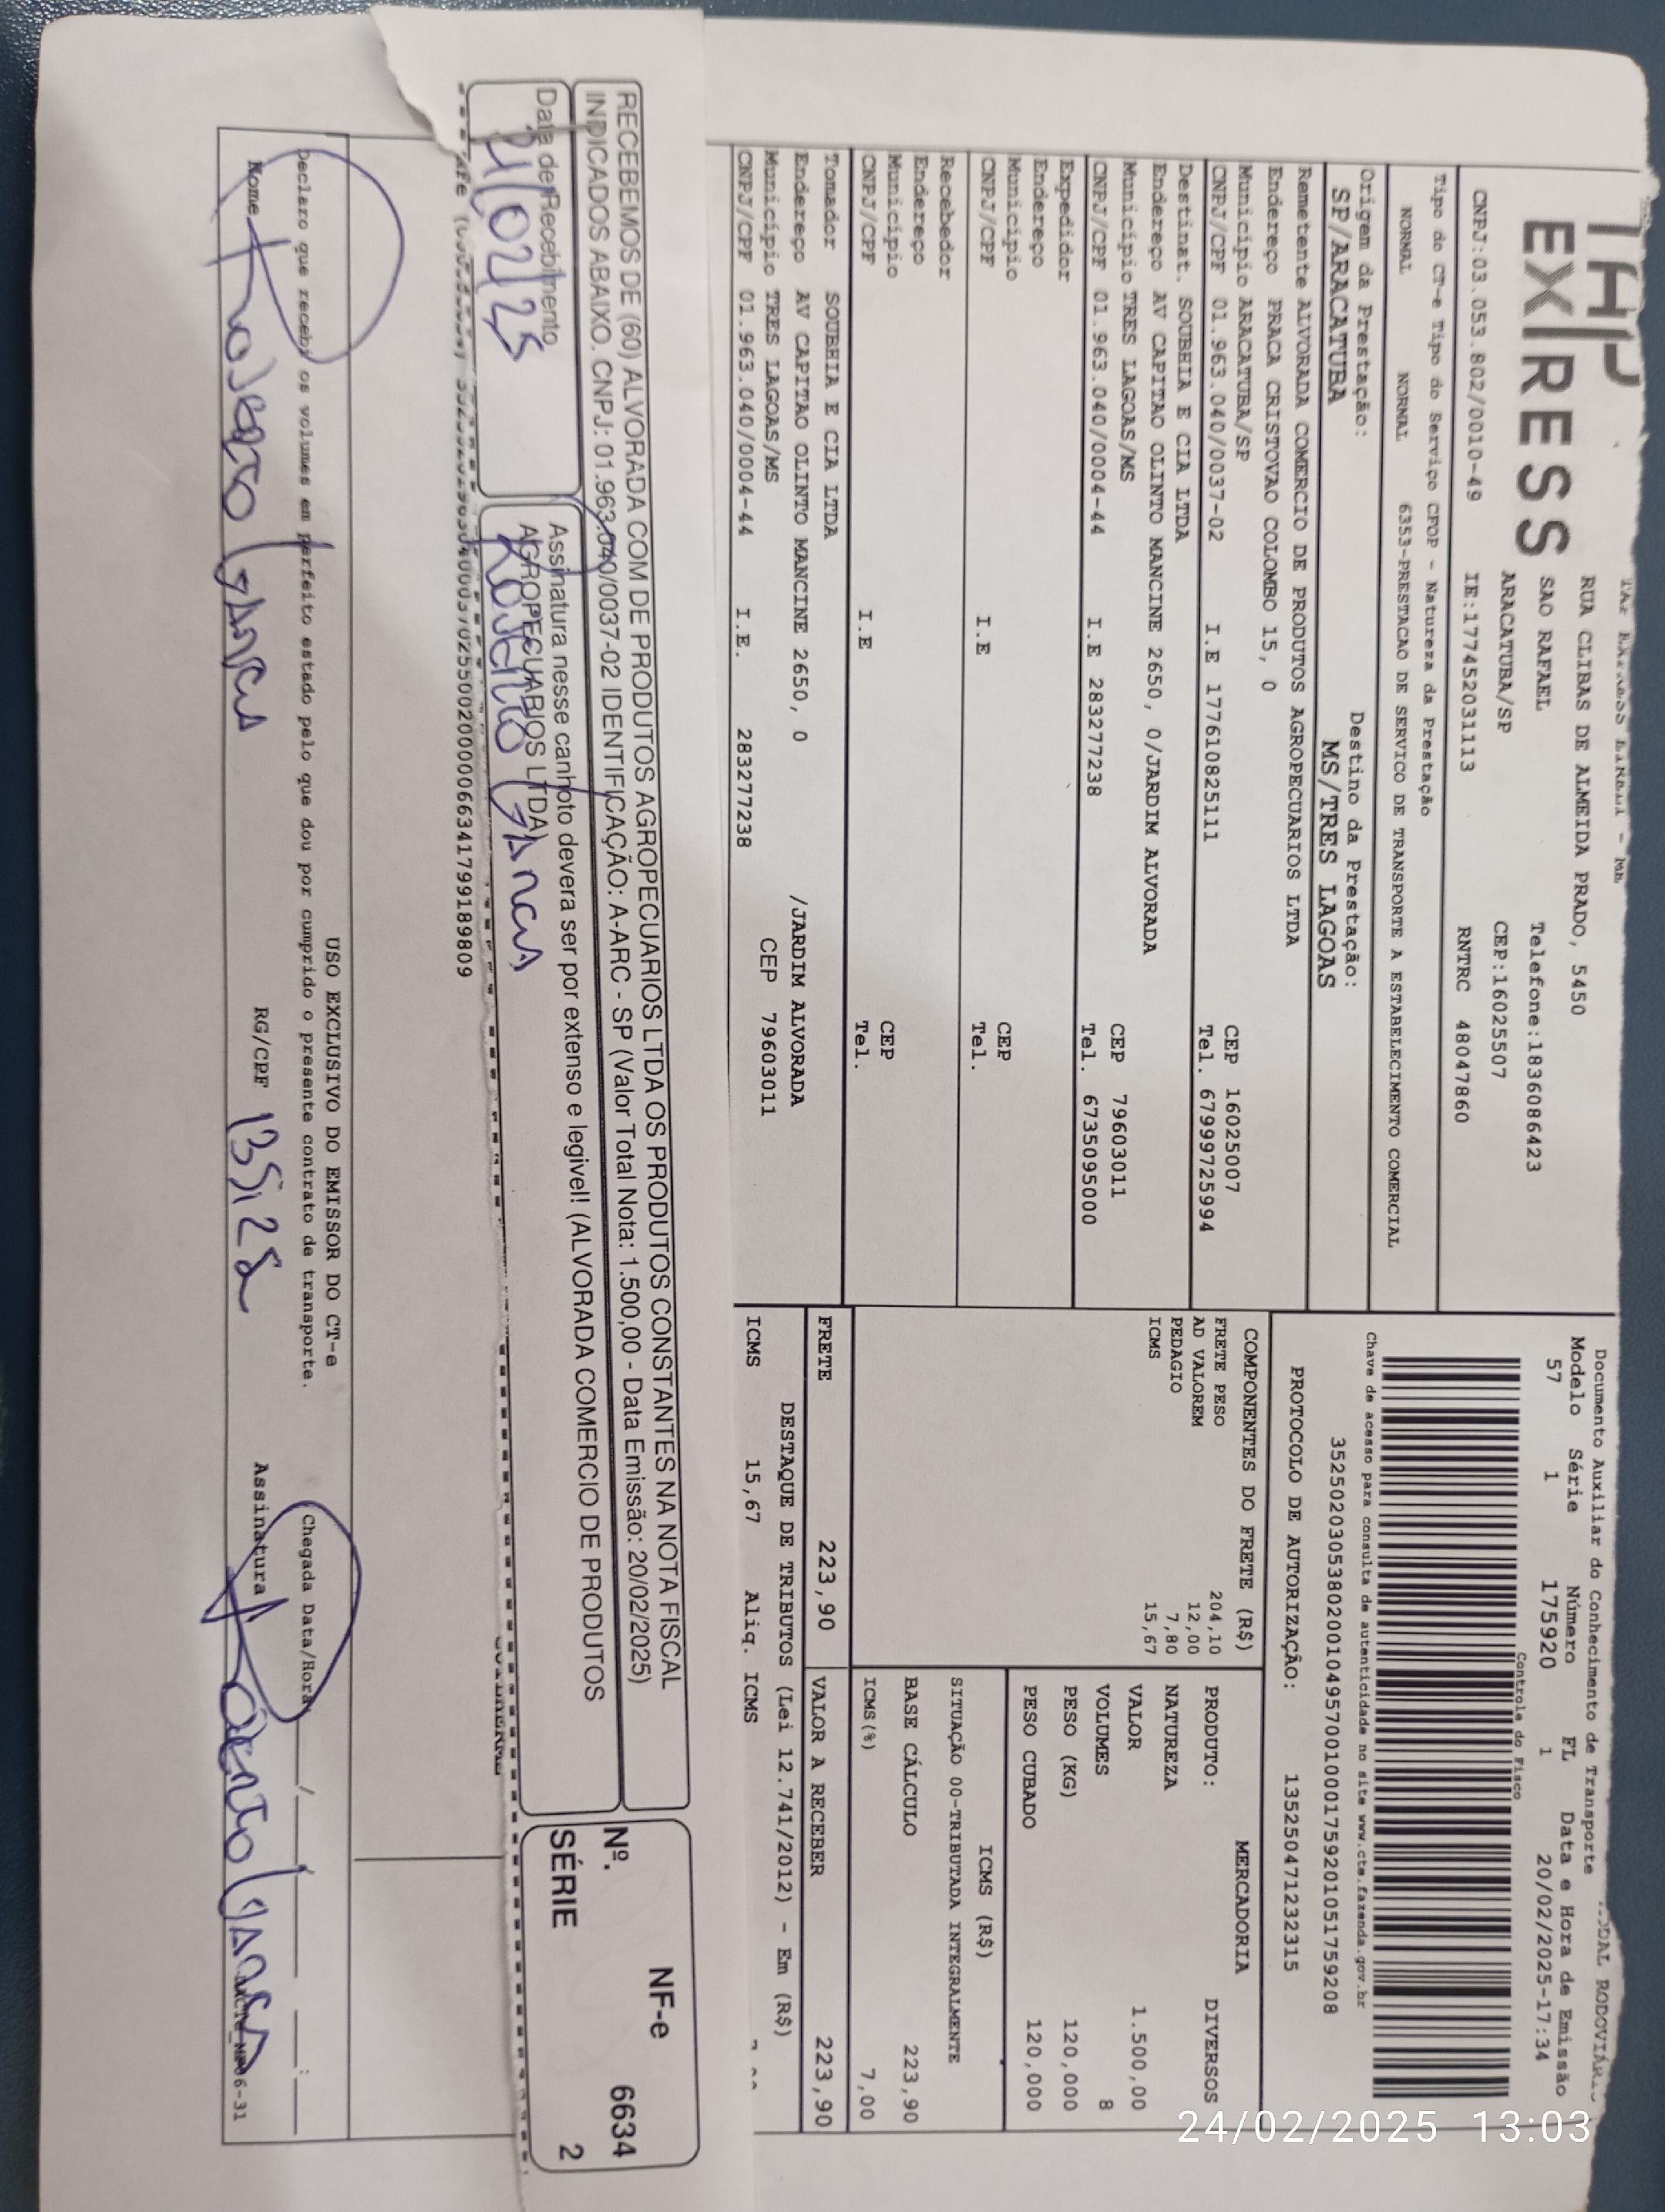 EXPRESS
RUA CLIBAS DE ALMEIDA PRADO, 5450
SAO RAFAEL Telefone:1836086423
ARACATUBA/SP CEP:16025507
CNPJ:03.053.802/0010-49 IE:177452031113 RNTRC 48047860
Tipo do CT-e Tipo do Serviço CFOP - Natureza da Prestação
NORMAL NORMAL 6353-PRESTACAO DE SERVICO DE TRANSPORTE A ESTABELECIMENTO COMERCIAL
Origem da Prestação: Destino da Prestação:
SP/ARACATUBA MS/TRES LAGOAS
Remetente ALVORADA COMERCIO DE PRODUTOS AGROPECUARIOS LTDA
Endereço PRACA CRISTOVAO COLOMBO 15, 0
Município ARACATUBA/SP CEP 16025007
CNPJ/CPF 01.963.040/0037-02 I.E 177610825111 Tel. 67999725994
Destinat. SOUBHIA E CIA LTDA
Endereço AV CAPITAO OLINTO MANCINE 2650, 0/JARDIM ALVORADA
Município TRES LAGOAS/MS CEP 79603011
CNPJ/CPF 01.963.040/0004-44 I.E 283277238 Tel. 6735095000
Expedidor
Endereço
Município CEP
CNPJ/CPF I.E Tel.
Recebedor
Endereço
Município CEP
CNPJ/CPF I.E Tel.
Tomador SOUBHIA E CIA LTDA
Endereço AV CAPITAO OLINTO MANCINE 2650, 0 /JARDIM ALVORADA
Município TRES LAGOAS/MS CEP 79603011
CNPJ/CPF 01.963.040/0004-44 I.E. 283277238
Documento Auxiliar do Conhecimento de Transporte
Modelo Série Número FL Data e Hora de Emissão
57 1 175920 1 20/02/2025-17:34
Controle do Fisco
Chave de acesso para consulta de autenticidade no site www.cte.fazenda.gov.br
35250203053802001049570010001759201051759208
PROTOCOLO DE AUTORIZAÇÃO: 135250471232315
COMPONENTES DO FRETE (R$)
FRETE PESO 204,10
AD VALOREM 12,00
PEDAGIO 7,80
ICMS 15,67
MERCADORIA
PRODUTO: DIVERSOS
NATUREZA
VALOR 1.500,00
VOLUMES 8
PESO (KG) 120,000
PESO CUBADO 120,000
ICMS (R$)
SITUAÇÃO 00-TRIBUTADA INTEGRALMENTE
BASE CÁLCULO 223,90
ICMS(%) 7,00
FRETE 223,90 VALOR A RECEBER 223,90
DESTAQUE DE TRIBUTOS (Lei 12.741/2012) - Em (R$)
ICMS 15,67 Aliq. ICMS
RECEBEMOS DE (60) ALVORADA COM DE PRODUTOS AGROPECUARIOS LTDA OS PRODUTOS CONSTANTES NA NOTA FISCAL
INDICADOS ABAIXO. CNPJ: 01.963.040/0037-02 IDENTIFICAÇÃO: A-ARC - SP (Valor Total Nota: 1.500,00 - Data Emissão: 20/02/2025)
Data de Recebimento
Assinatura nesse canhoto devera ser por extenso e legivel! (ALVORADA COMERCIO DE PRODUTOS
AGROPECUARIOS LTDA)
NF-e
Nº. 6634
SÉRIE 2
USO EXCLUSIVO DO EMISSOR DO CT-e
Declaro que recebi os volumes em perfeito estado pelo que dou por cumprido o presente contrato de transporte.
Chegada Data/Hora
Nome RG/CPF Assinatura
24/02/2025 13:03